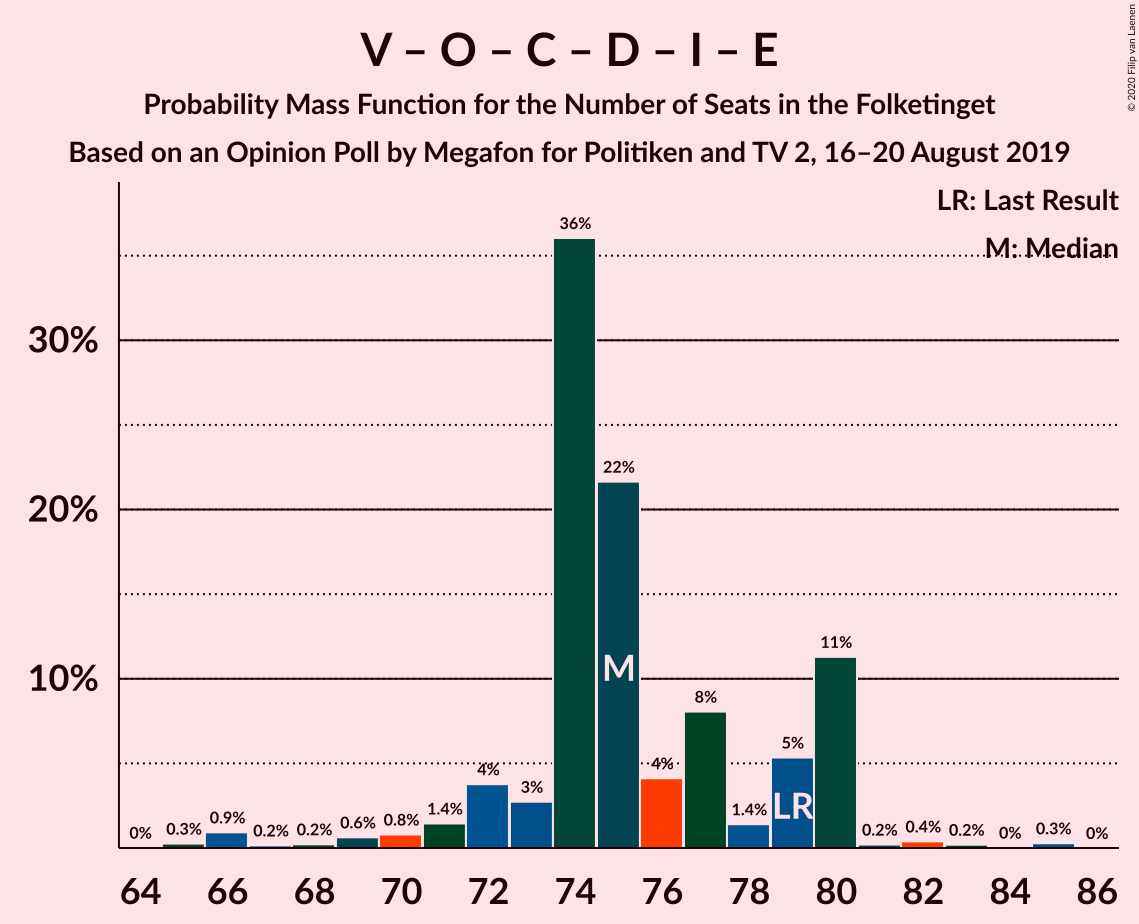 V – O – C – D – I – E
Probability Mass Function for the Number of Seats in the Folketinget
Based on an Opinion Poll by Megafon for Politiken and TV 2, 16–20 August 2019
© 2020 Filip van Laenen
LR: Last Result
M: Median
30%
20%
10%
0%
0.3%
0.9%
0.2%
0.2%
0.6%
0.8%
1.4%
4%
3%
36%
22%
4%
8%
1.4%
5%
11%
0.2%
0.4%
0.2%
0%
0.3%
0%
M
LR
64 66 68 70 72 74 76 78 80 82 84 86